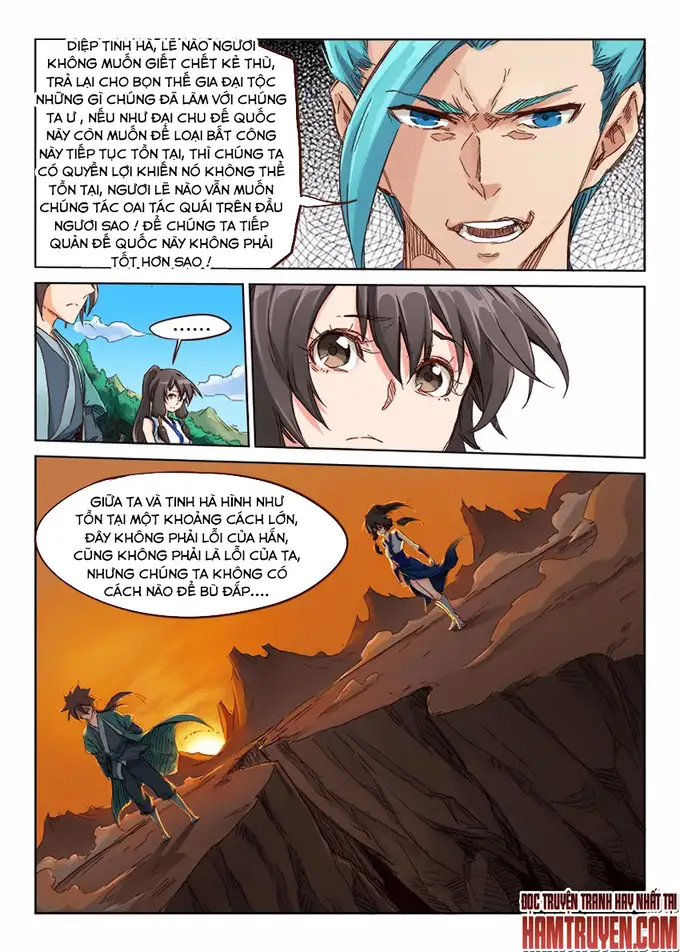 DIỆP TINH HÀ, LẼ NÀO NGƯƠI
KHÔNG MUỐN GIẾT CHẾT KẺ THÙ,
TRẢ LẠI CHO BỌN THẾ GIA ĐẠI TỘC
NHỮNG GÌ CHÚNG ĐÃ LÀM VỚI CHÚNG
TA Ư , NẾU NHƯ ĐẠI CHU ĐẾ QUỐC
NÀY CÒN MUỐN ĐỂ LOẠI BẤT CÔNG
NÀY TIẾP TỤC TỒN TẠI, THÌ CHÚNG TA
CÓ QUYỀN LỢI KHIẾN NÓ KHÔNG THỂ
TỒN TẠI, NGƯƠI LẼ NÀO VẪN MUỐN
CHÚNG TÁC OAI TÁC QUÁI TRÊN ĐẦU
NGƯƠI SAO ! ĐỂ CHÚNG TA TIẾP
QUẢN ĐẾ QUỐC NÀY KHÔNG PHẢI
TỐT HƠN SAO !
......
GIỮA TA VÀ TINH HÀ HÌNH NHƯ
TỒN TẠI MỘT KHOẢNG CÁCH LỚN,
ĐÂY KHÔNG PHẢI LỖI CỦA HẮN,
CŨNG KHÔNG PHẢI LÀ LỖI CỦA TA,
NHƯNG CHÚNG TA KHÔNG CÓ
CÁCH NÀO ĐỂ BÙ ĐẮP....
ĐỌC TRUYỆN TRANH HAY NHẤT TẠI
HAMTRUYEN.COM